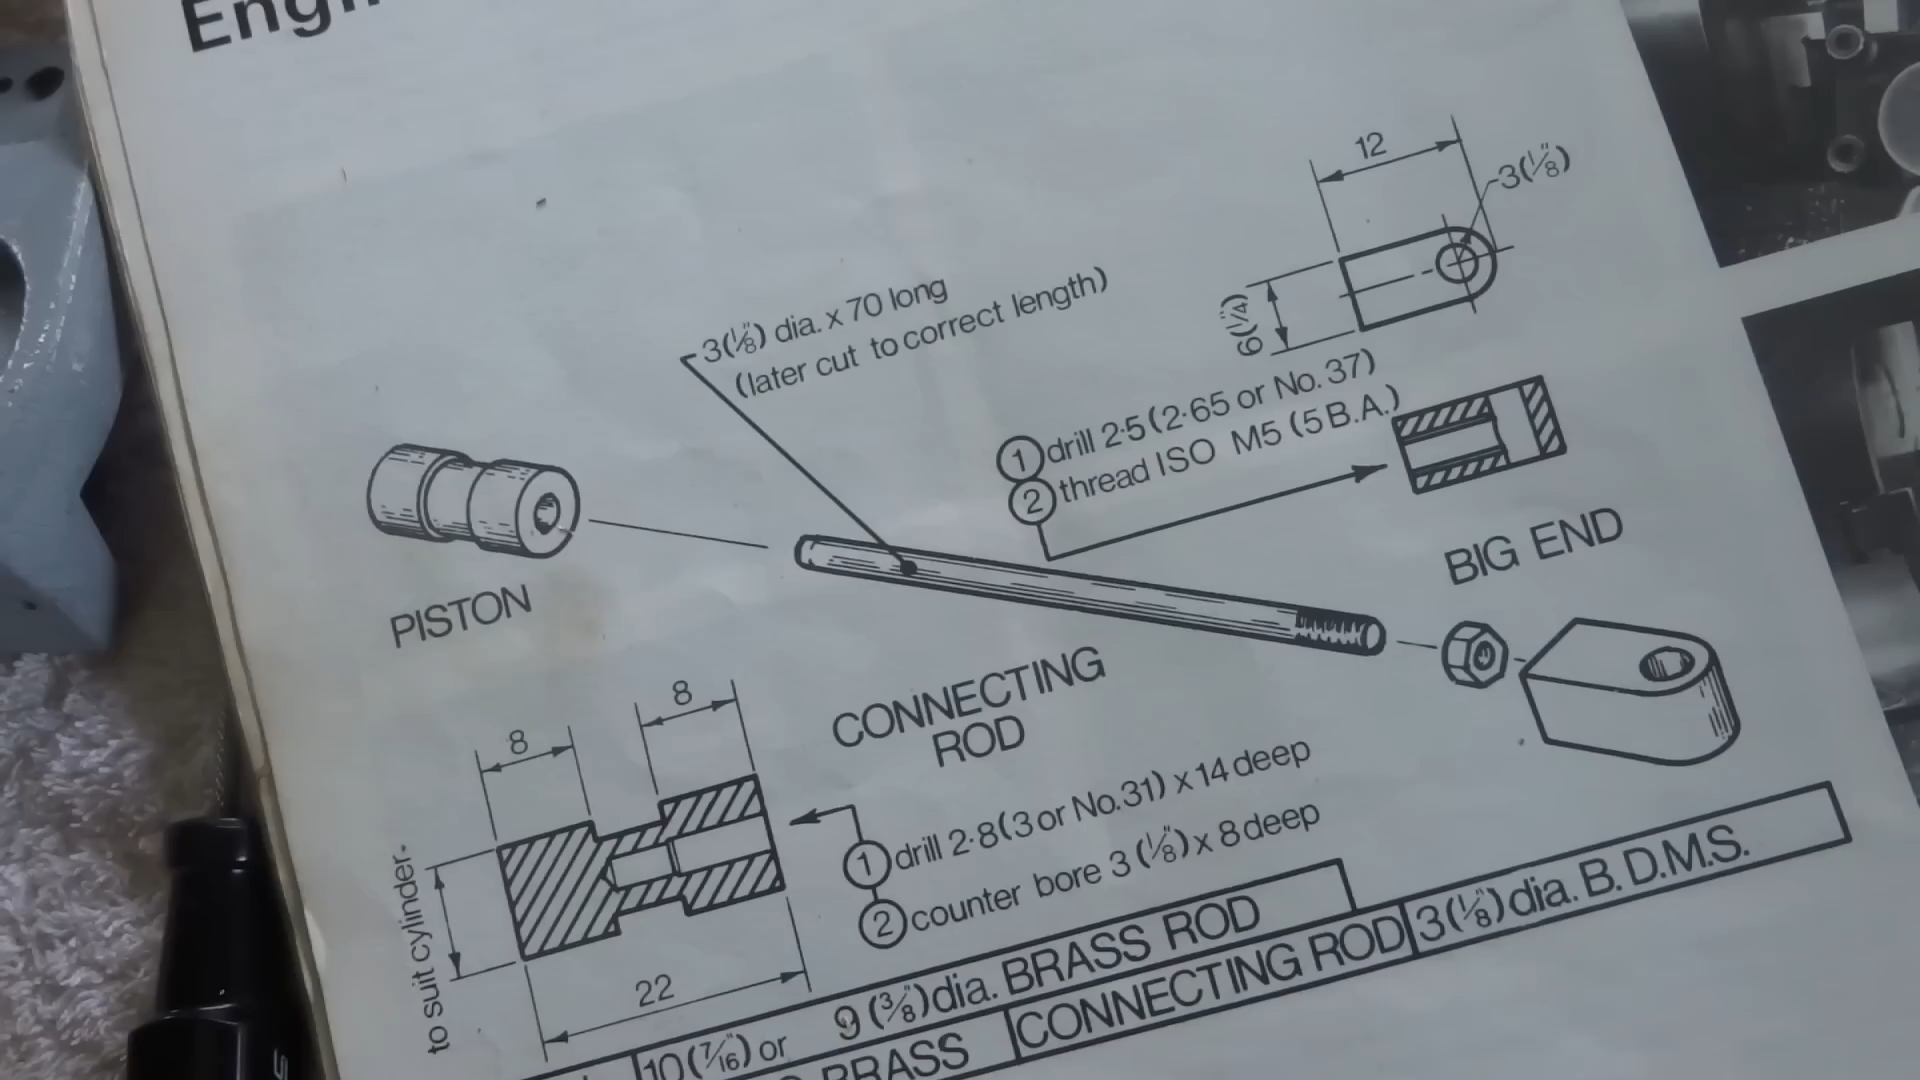 Engi
12
3(⅛")
6(¼")
3(⅛") dia. x 70 long
(later cut to correct length)
1 drill 2·5 (2·65 or No. 37)
2 thread ISO M5 (5 B.A.)
BIG END
PISTON
CONNECTING
ROD
8
8
to suit cylinder.
22
1 drill 2·8 (3 or No. 31) x 14 deep
2 counter bore 3 (⅛") x 8 deep
10 (7/16") or 9 (⅜") dia. BRASS ROD
BRASS
CONNECTING ROD 3 (⅛") dia. B. D. M. S.